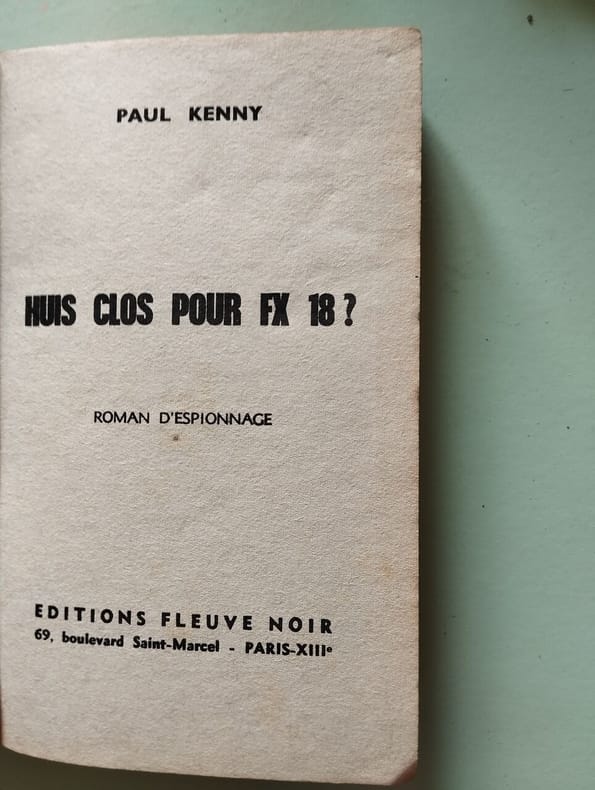 PAUL KENNY
HUIS CLOS POUR FX 18 ?
ROMAN D'ESPIONNAGE
EDITIONS FLEUVE NOIR
69, boulevard Saint-Marcel - PARIS-XIIIe